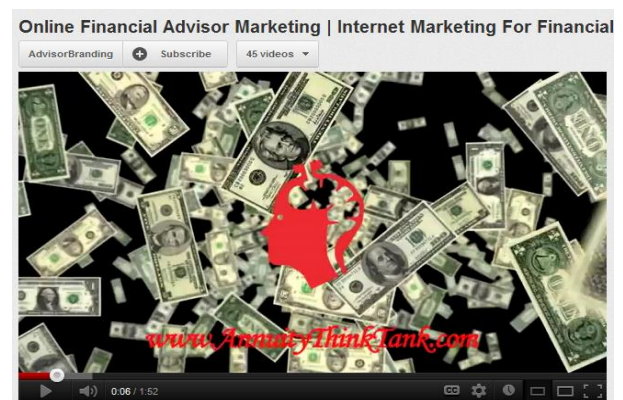 Online Financial Advisor Marketing | Internet Marketing For Financial
AdvisorBranding Subscribe 45 videos
www.AnnuityThinkTank.com
0:06 / 1:52
CC